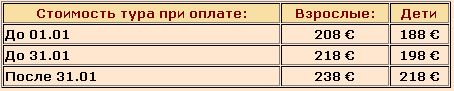 Стоимость тура при оплате: Взрослые: Дети
До 01.01 208 € 188 €
До 31.01 218 € 198 €
После 31.01 238 € 218 €